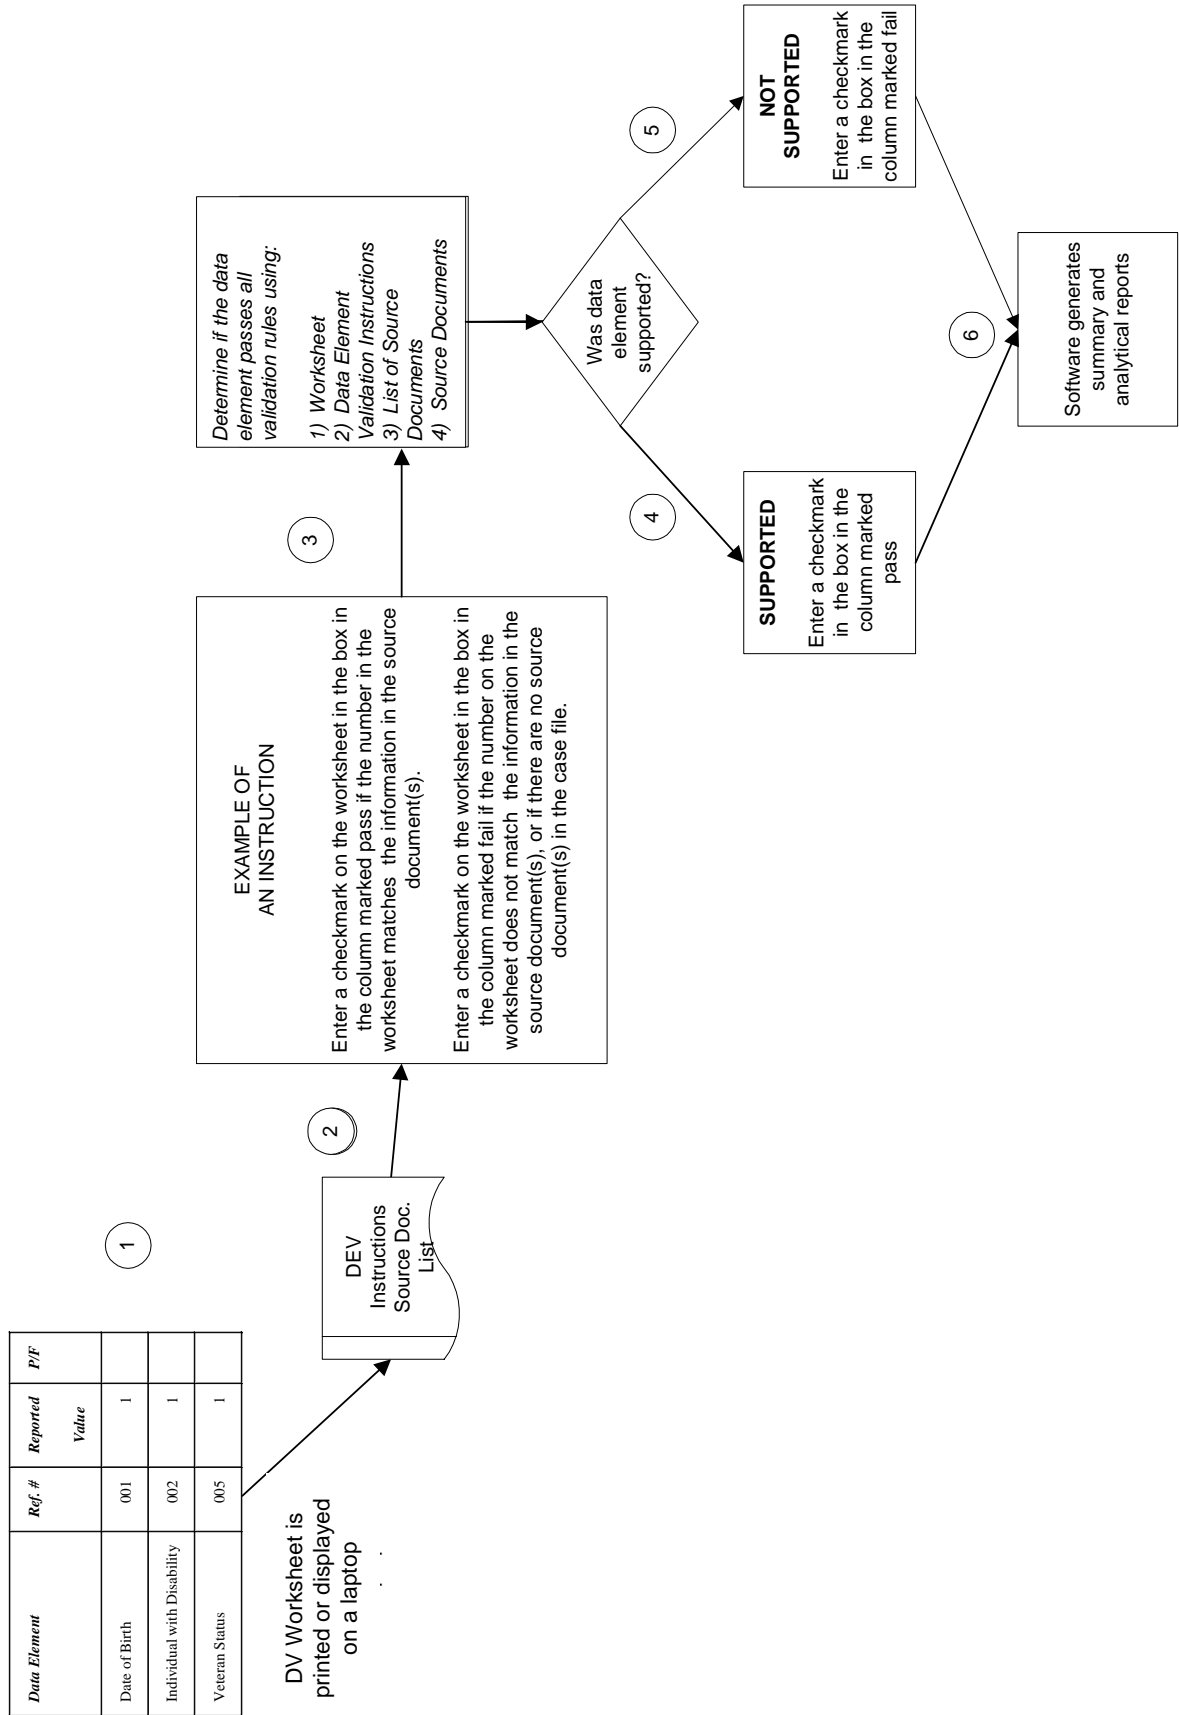 Data Element Ref. # Reported Value P/F
Date of Birth 001 1
Individual with Disability 002 1
Veteran Status 005 1
1
DV Worksheet is
printed or displayed
on a laptop
. .
DEV
Instructions
Source Doc.
List
2
EXAMPLE OF
AN INSTRUCTION
Enter a checkmark on the worksheet in the box in
the column marked pass if the number in the
worksheet matches the information in the source
document(s).
Enter a checkmark on the worksheet in the box in
the column marked fail if the number on the
worksheet does not match the information in the
source document(s), or if there are no source
document(s) in the case file.
3
Determine if the data
element passes all
validation rules using:
1) Worksheet
2) Data Element
Validation Instructions
3) List of Source
Documents
4) Source Documents
Was data
element
supported?
4
SUPPORTED
Enter a checkmark
in the box in the
column marked
pass
5
NOT
SUPPORTED
Enter a checkmark
in the box in the
column marked fail
6
Software generates
summary and
analytical reports